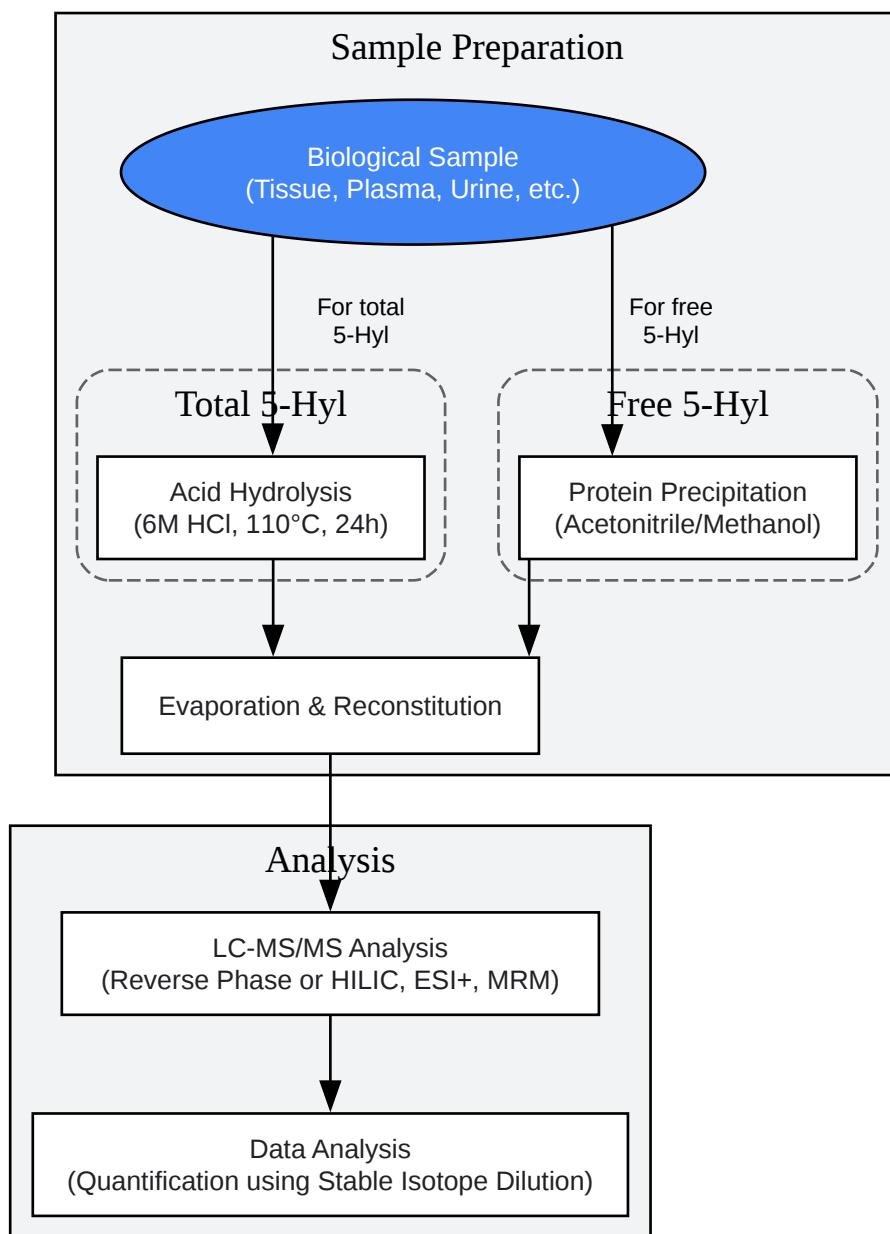 Sample Preparation
Biological Sample
(Tissue, Plasma, Urine, etc.)
For total
5-Hyl
For free
5-Hyl
Total 5-Hyl
Free 5-Hyl
Acid Hydrolysis
(6M HCl, 110°C, 24h)
Protein Precipitation
(Acetonitrile/Methanol)
Evaporation & Reconstitution
Analysis
LC-MS/MS Analysis
(Reverse Phase or HILIC, ESI+, MRM)
Data Analysis
(Quantification using Stable Isotope Dilution)